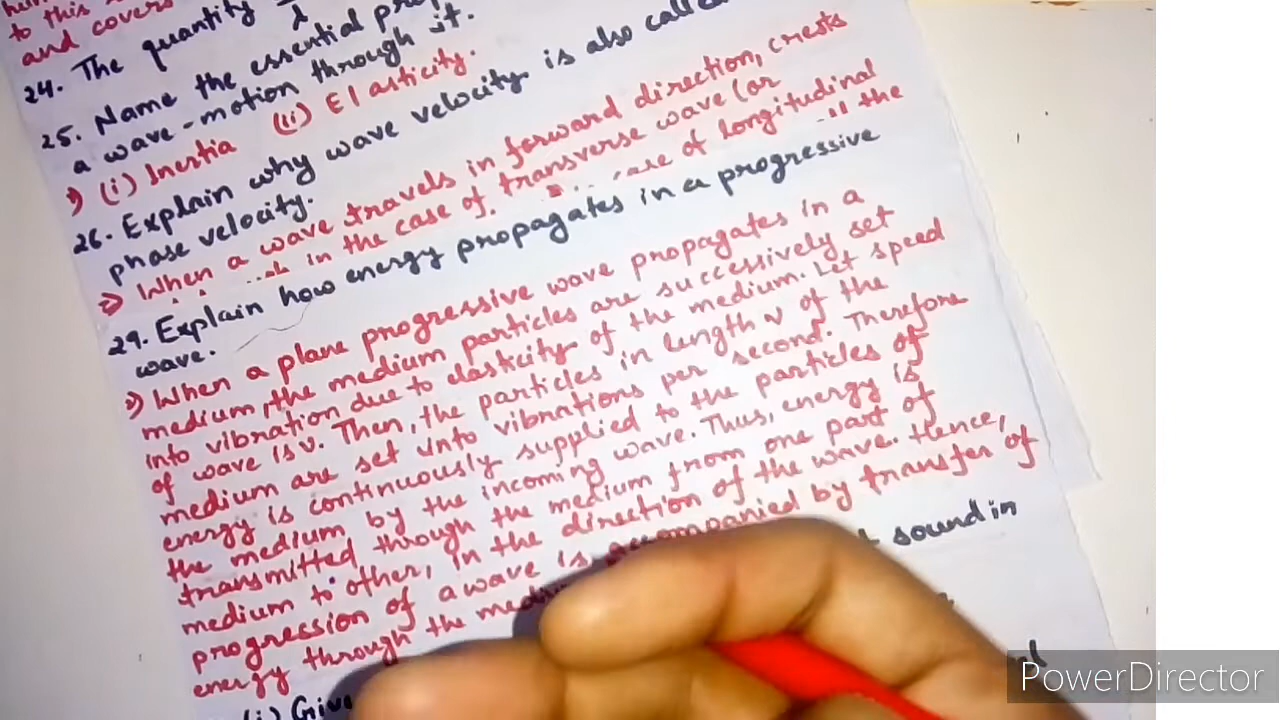 to this
and covers
24. The quantity
25. Name the essential
a wave-motion through it.
⇒ (i) Inertia (ii) Elasticity.
26. Explain why wave velocity is also called
phase velocity.
⇒ When a wave travels in forward direction, crests
in the case of transverse wave (or
case of longitudinal
the
29. Explain how energy propagates in a progressive
wave.
⇒ When a plane progressive wave propagates in a
medium, the medium particles are successively set
into vibration due to elasticity of the medium. Let speed
of wave is v. Then, the particles in length v of the
medium are set into vibrations per second. Therefore
energy is continuously supplied to the particles of
the medium by the incoming wave. Thus, energy is
transmitted through the medium from one part of
medium to other, in the direction of the wave. Hence,
progression of a wave is accompanied by transfer of
energy through the
sound in
(i) Give
PowerDirector